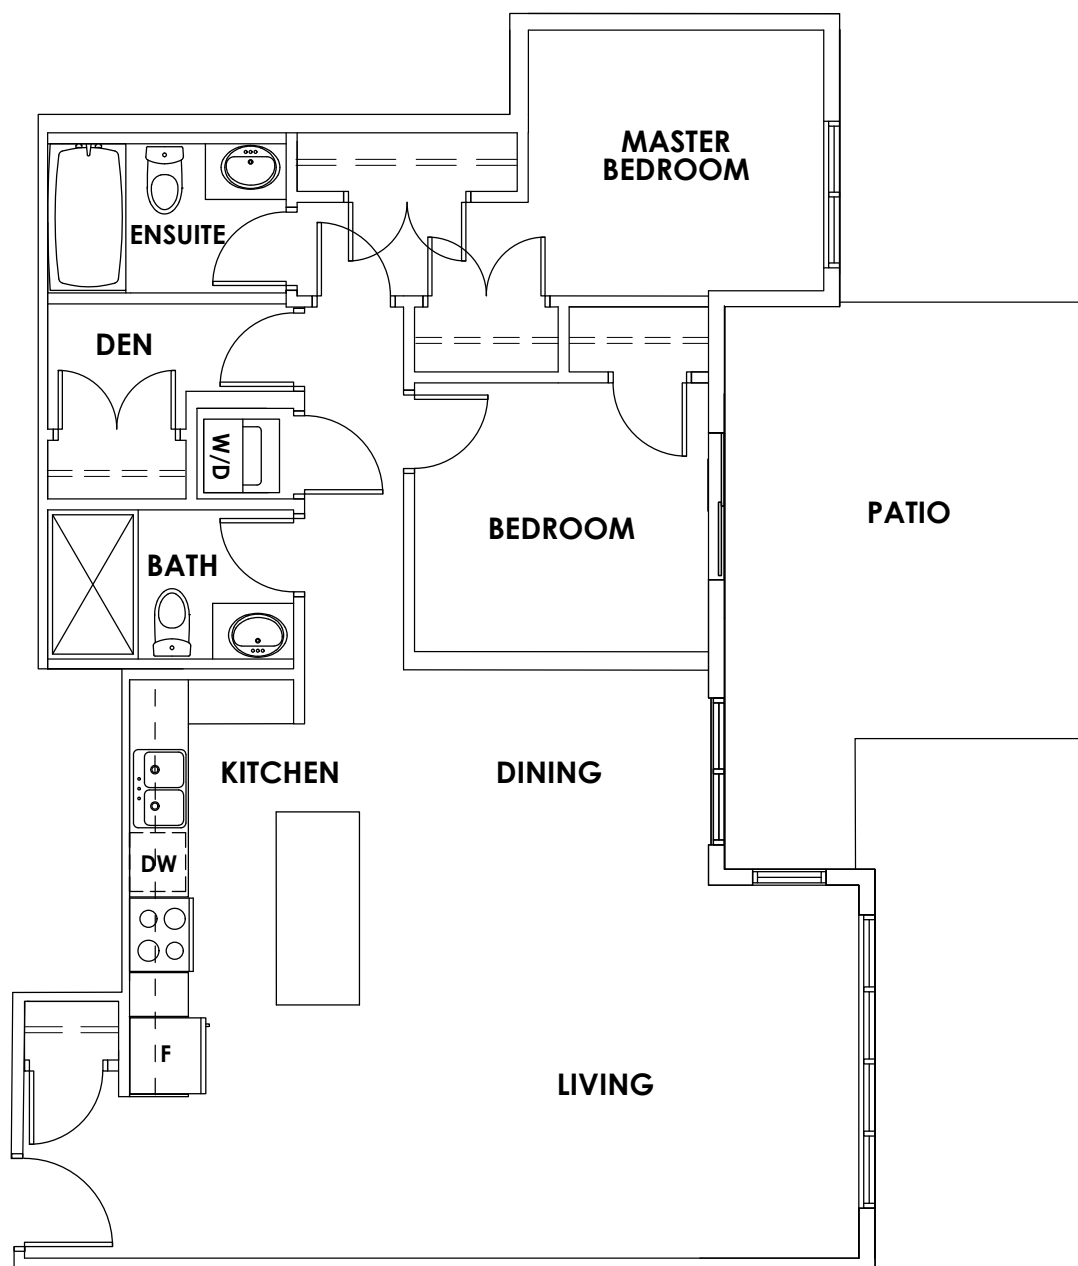 MASTER
BEDROOM
ENSUITE
DEN
W/D
BEDROOM
PATIO
BATH
KITCHEN
DINING
DW
F
LIVING